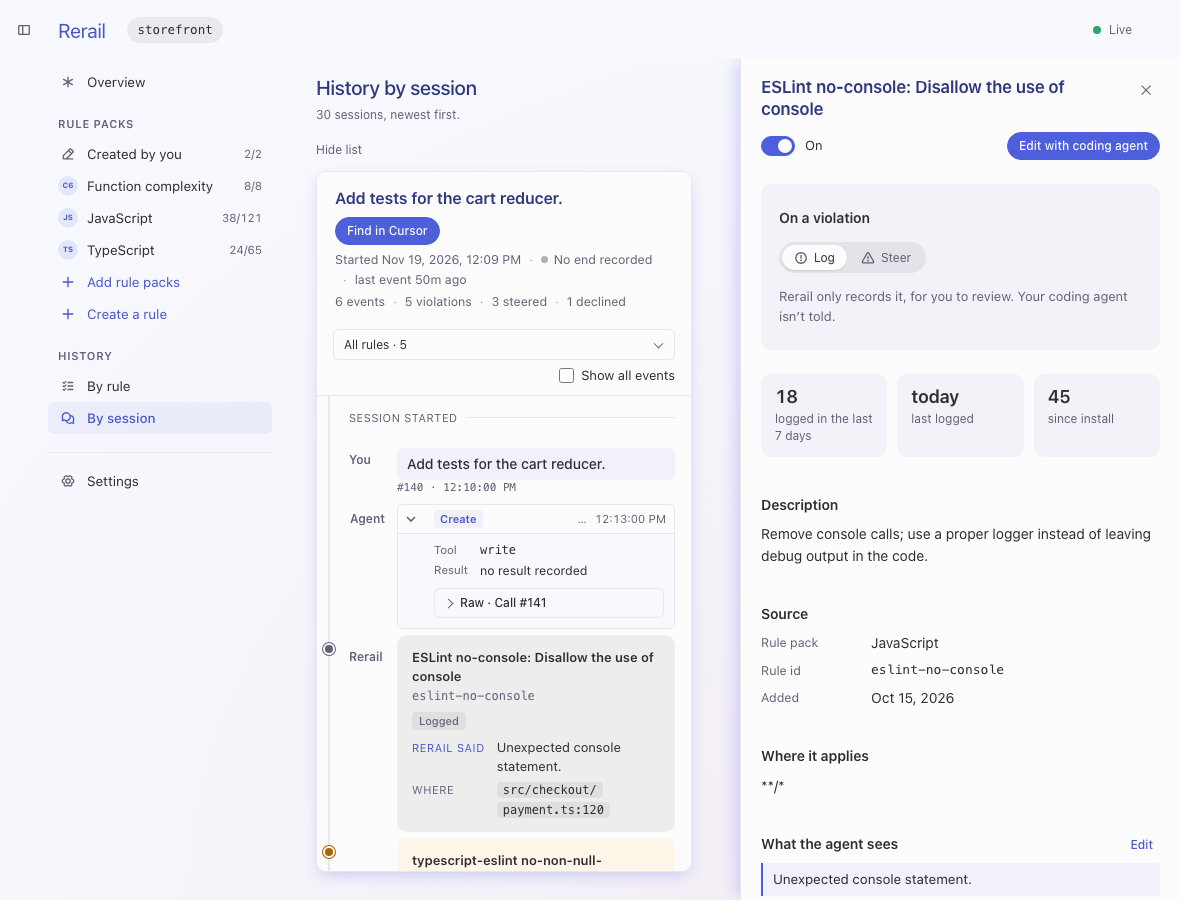 Rerail
storefront
Live
Overview
RULE PACKS
Created by you 2/2
C6 Function complexity 8/8
JS JavaScript 38/121
TS TypeScript 24/65
Add rule packs
Create a rule
HISTORY
By rule
By session
Settings
History by session
30 sessions, newest first.
Hide list
Add tests for the cart reducer.
Find in Cursor
Started Nov 19, 2026, 12:09 PM · No end recorded
· last event 50m ago
6 events · 5 violations · 3 steered · 1 declined
All rules · 5
Show all events
SESSION STARTED
You
Add tests for the cart reducer.
#140 · 12:10:00 PM
Agent
Create ... 12:13:00 PM
Tool write
Result no result recorded
Raw · Call #141
Rerail
ESLint no-console: Disallow the use of
console
eslint-no-console
Logged
RERAIL SAID Unexpected console
statement.
WHERE src/checkout/
payment.ts:120
typescript-eslint no-non-null-
ESLint no-console: Disallow the use of
console
On
Edit with coding agent
On a violation
Log
Steer
Rerail only records it, for you to review. Your coding agent
isn’t told.
18
logged in the last
7 days
today
last logged
45
since install
Description
Remove console calls; use a proper logger instead of leaving
debug output in the code.
Source
Rule pack JavaScript
Rule id eslint-no-console
Added Oct 15, 2026
Where it applies
**/*
What the agent sees
Edit
Unexpected console statement.